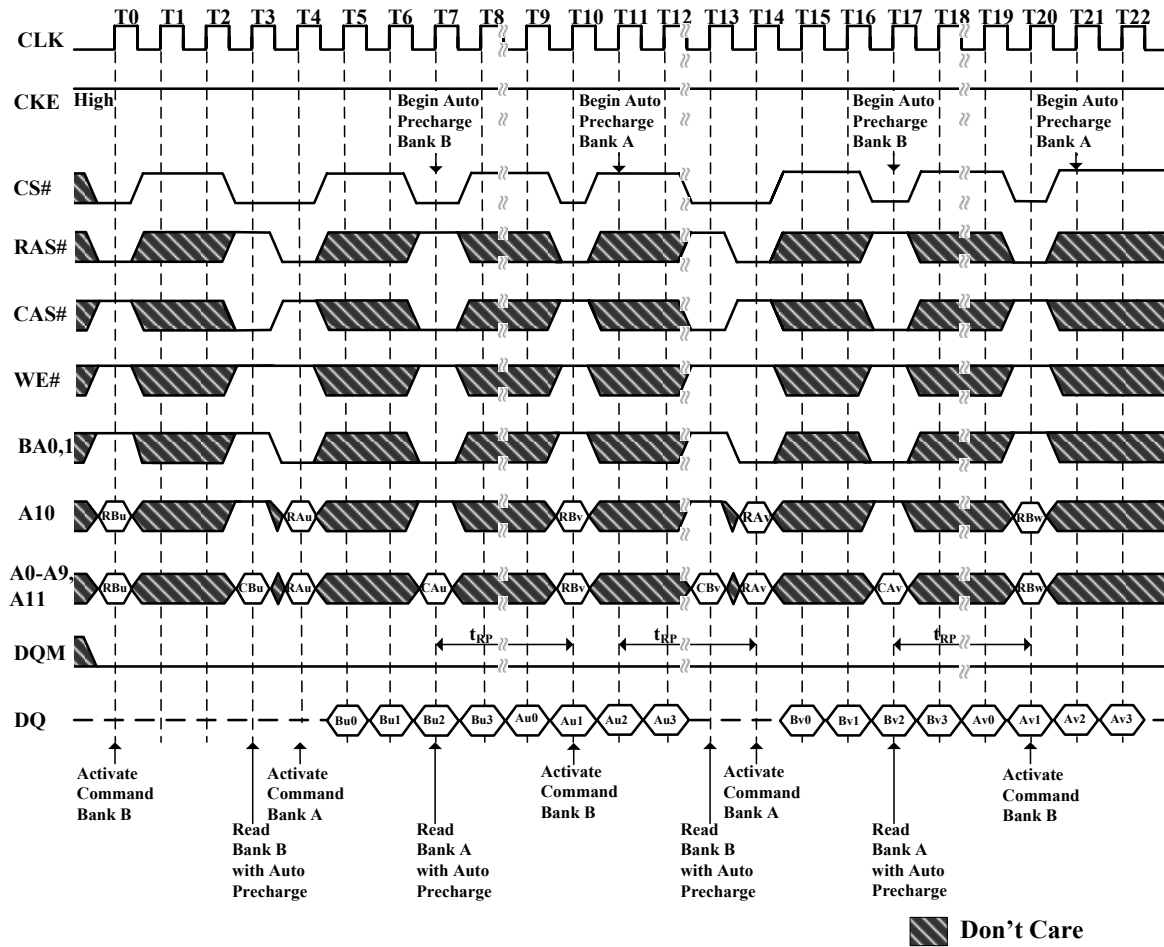 T0 T1 T2 T3 T4 T5 T6 T7 T8 T9 T10 T11 T12 T13 T14 T17 T18 T19 T20 T21 T22
CLK
CKE
High
Begin Auto
Precharge
Bank B
Begin Auto
Precharge
Bank A
Begin Auto
Precharge
Bank B
Begin Auto
Precharge
Bank A
CS#
RAS#
CAS#
WE#
BA0,1
A10
RBu RAu RBv RAv RBw
A0-A9,
A11
RBu CBu RAu CAu RBv CBv RAv CAv RBw
tRP tRP tRP
DQM
DQ
Bu0 Bu1 Bu2 Bu3 Au0 Au1 Au2 Au3 Bv0 Bv1 Bv2 Bv3 Av0 Av1 Av2 Av3
Activate
Command
Bank B
Activate
Command
Bank A
Activate
Command
Bank B
Activate
Command
Bank A
Activate
Command
Bank B
Read
Bank B
with Auto
Precharge
Read
Bank A
with Auto
Precharge
Read
Bank B
with Auto
Precharge
Read
Bank A
with Auto
Precharge
Don't Care